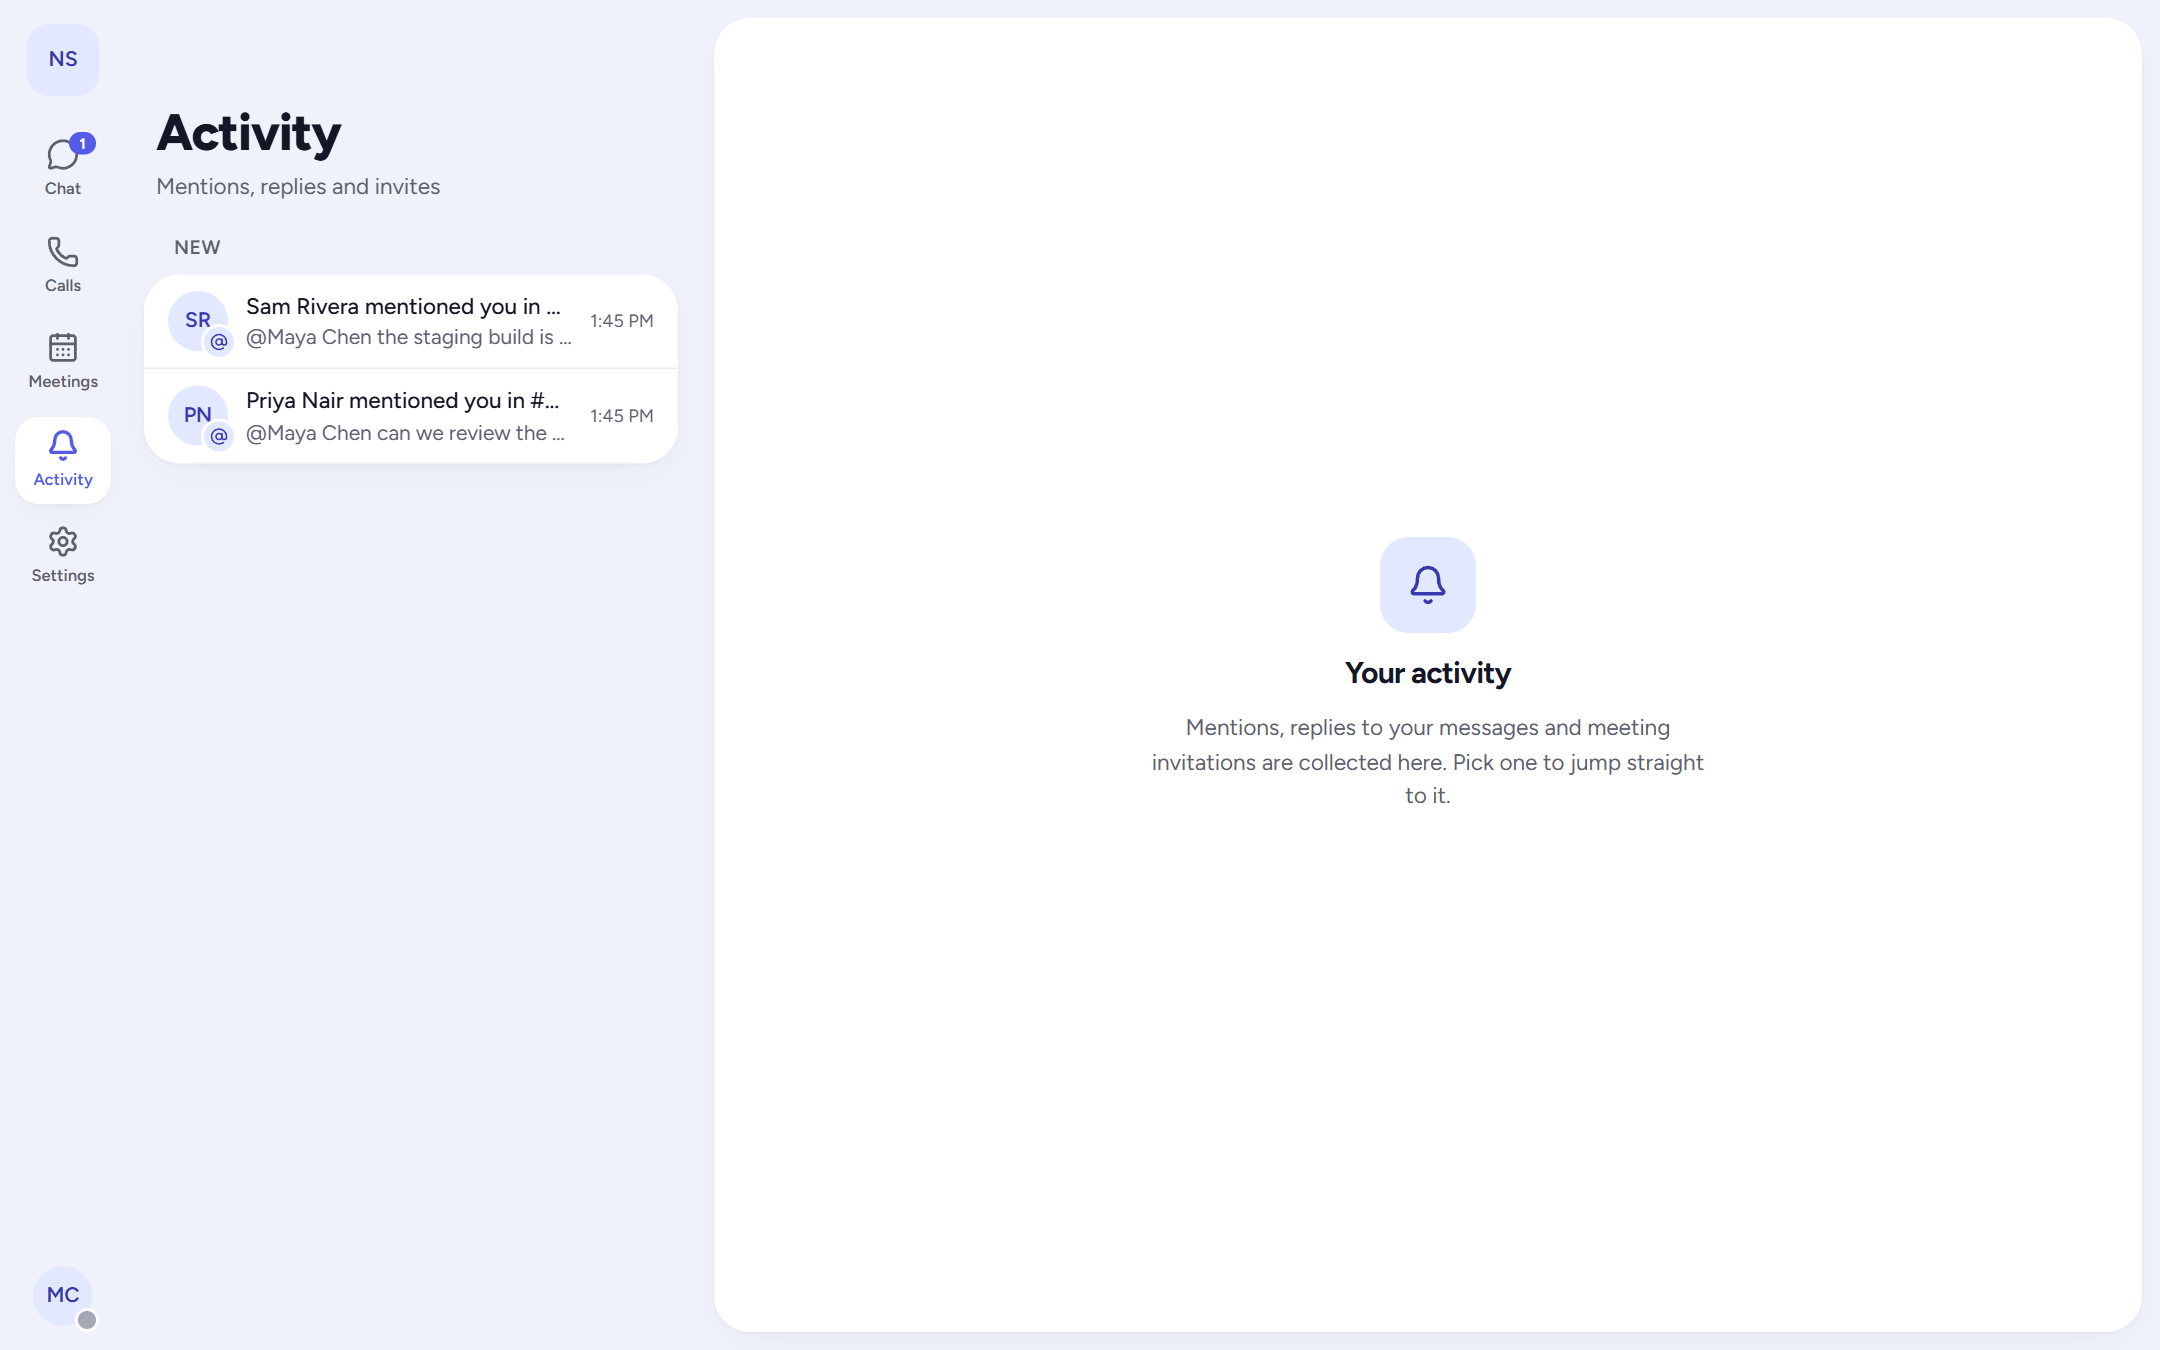 NS
1
Chat
Calls
Meetings
Activity
Settings
MC
Activity
Mentions, replies and invites
NEW
SR
@
Sam Rivera mentioned you in ...
1:45 PM
@Maya Chen the staging build is ...
PN
@
Priya Nair mentioned you in #...
1:45 PM
@Maya Chen can we review the ...
Your activity
Mentions, replies to your messages and meeting
invitations are collected here. Pick one to jump straight
to it.